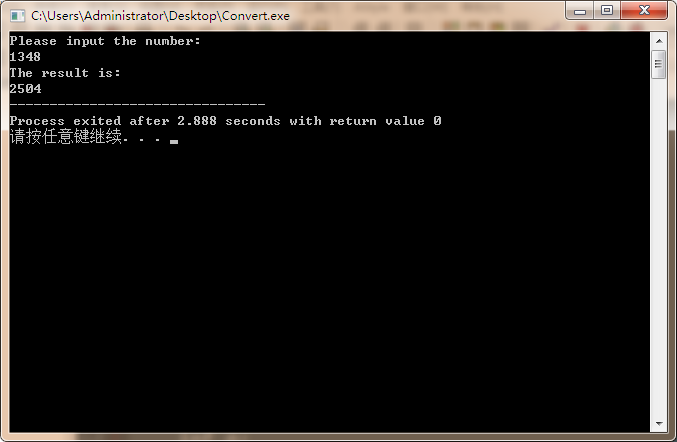 C:\Users\Administrator\Desktop\Convert.exe
Please input the number:
1348
The result is:
2504
--------------------------------
Process exited after 2.888 seconds with return value 0
请按任意键继续. . .